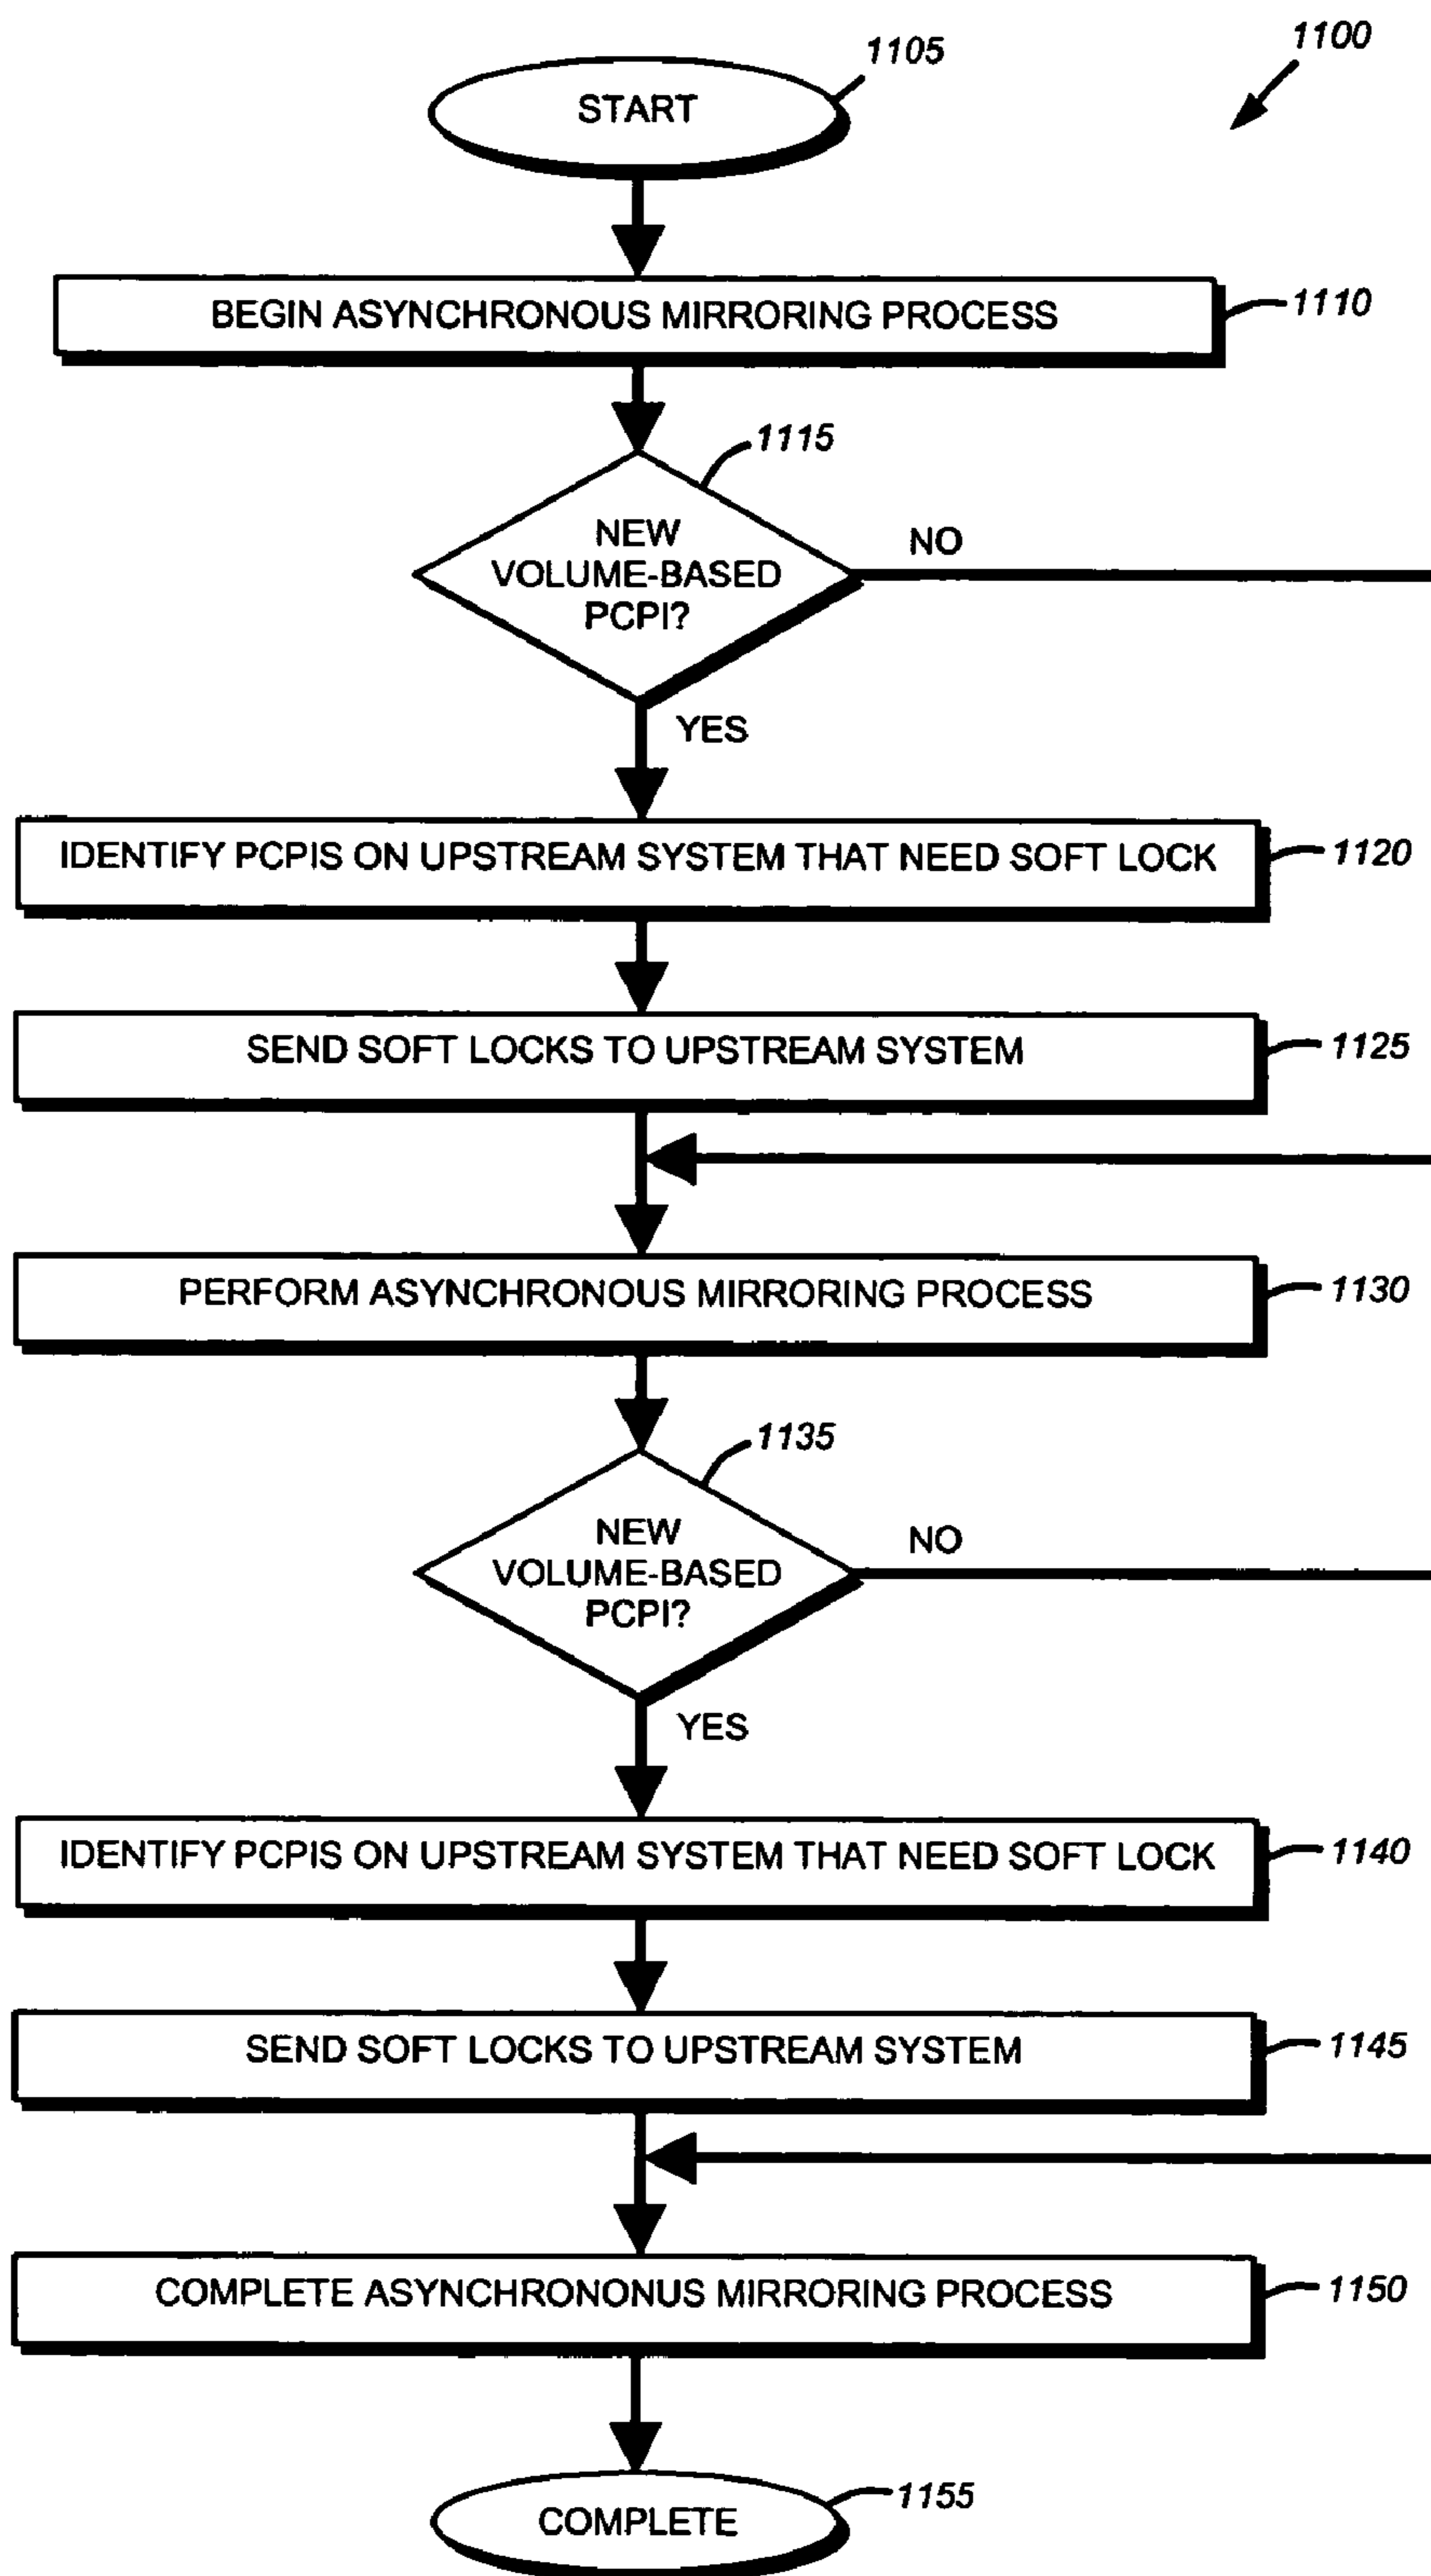 1100
1105
START
BEGIN ASYNCHRONOUS MIRRORING PROCESS
1110
1115
NEW
VOLUME-BASED
PCPI?
NO
YES
IDENTIFY PCPIS ON UPSTREAM SYSTEM THAT NEED SOFT LOCK
1120
SEND SOFT LOCKS TO UPSTREAM SYSTEM
1125
PERFORM ASYNCHRONOUS MIRRORING PROCESS
1130
1135
NEW
VOLUME-BASED
PCPI?
NO
YES
IDENTIFY PCPIS ON UPSTREAM SYSTEM THAT NEED SOFT LOCK
1140
SEND SOFT LOCKS TO UPSTREAM SYSTEM
1145
COMPLETE ASYNCHRONONUS MIRRORING PROCESS
1150
COMPLETE
1155